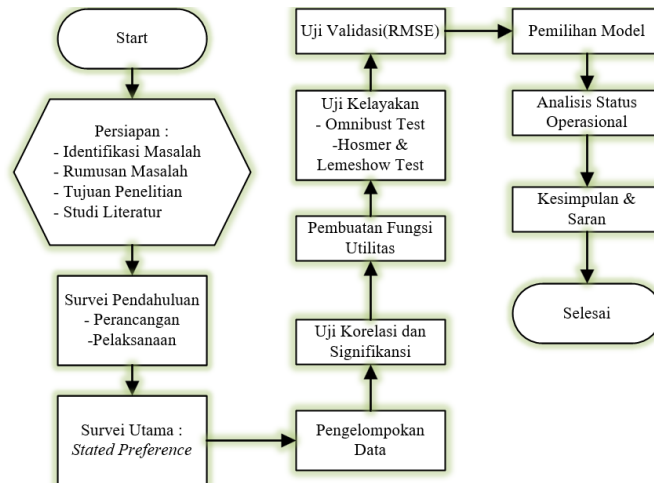 Start
Persiapan :
- Identifikasi Masalah
- Rumusan Masalah
- Tujuan Penelitian
- Studi Literatur
Survei Pendahuluan
- Perancangan
-Pelaksanaan
Survei Utama :
Stated Preference
Pengelompokan
Data
Uji Korelasi dan
Signifikansi
Pembuatan Fungsi
Utilitas
Uji Kelayakan
- Omnibust Test
-Hosmer &
Lemeshow Test
Uji Validasi(RMSE)
Pemilihan Model
Analisis Status
Operasional
Kesimpulan &
Saran
Selesai